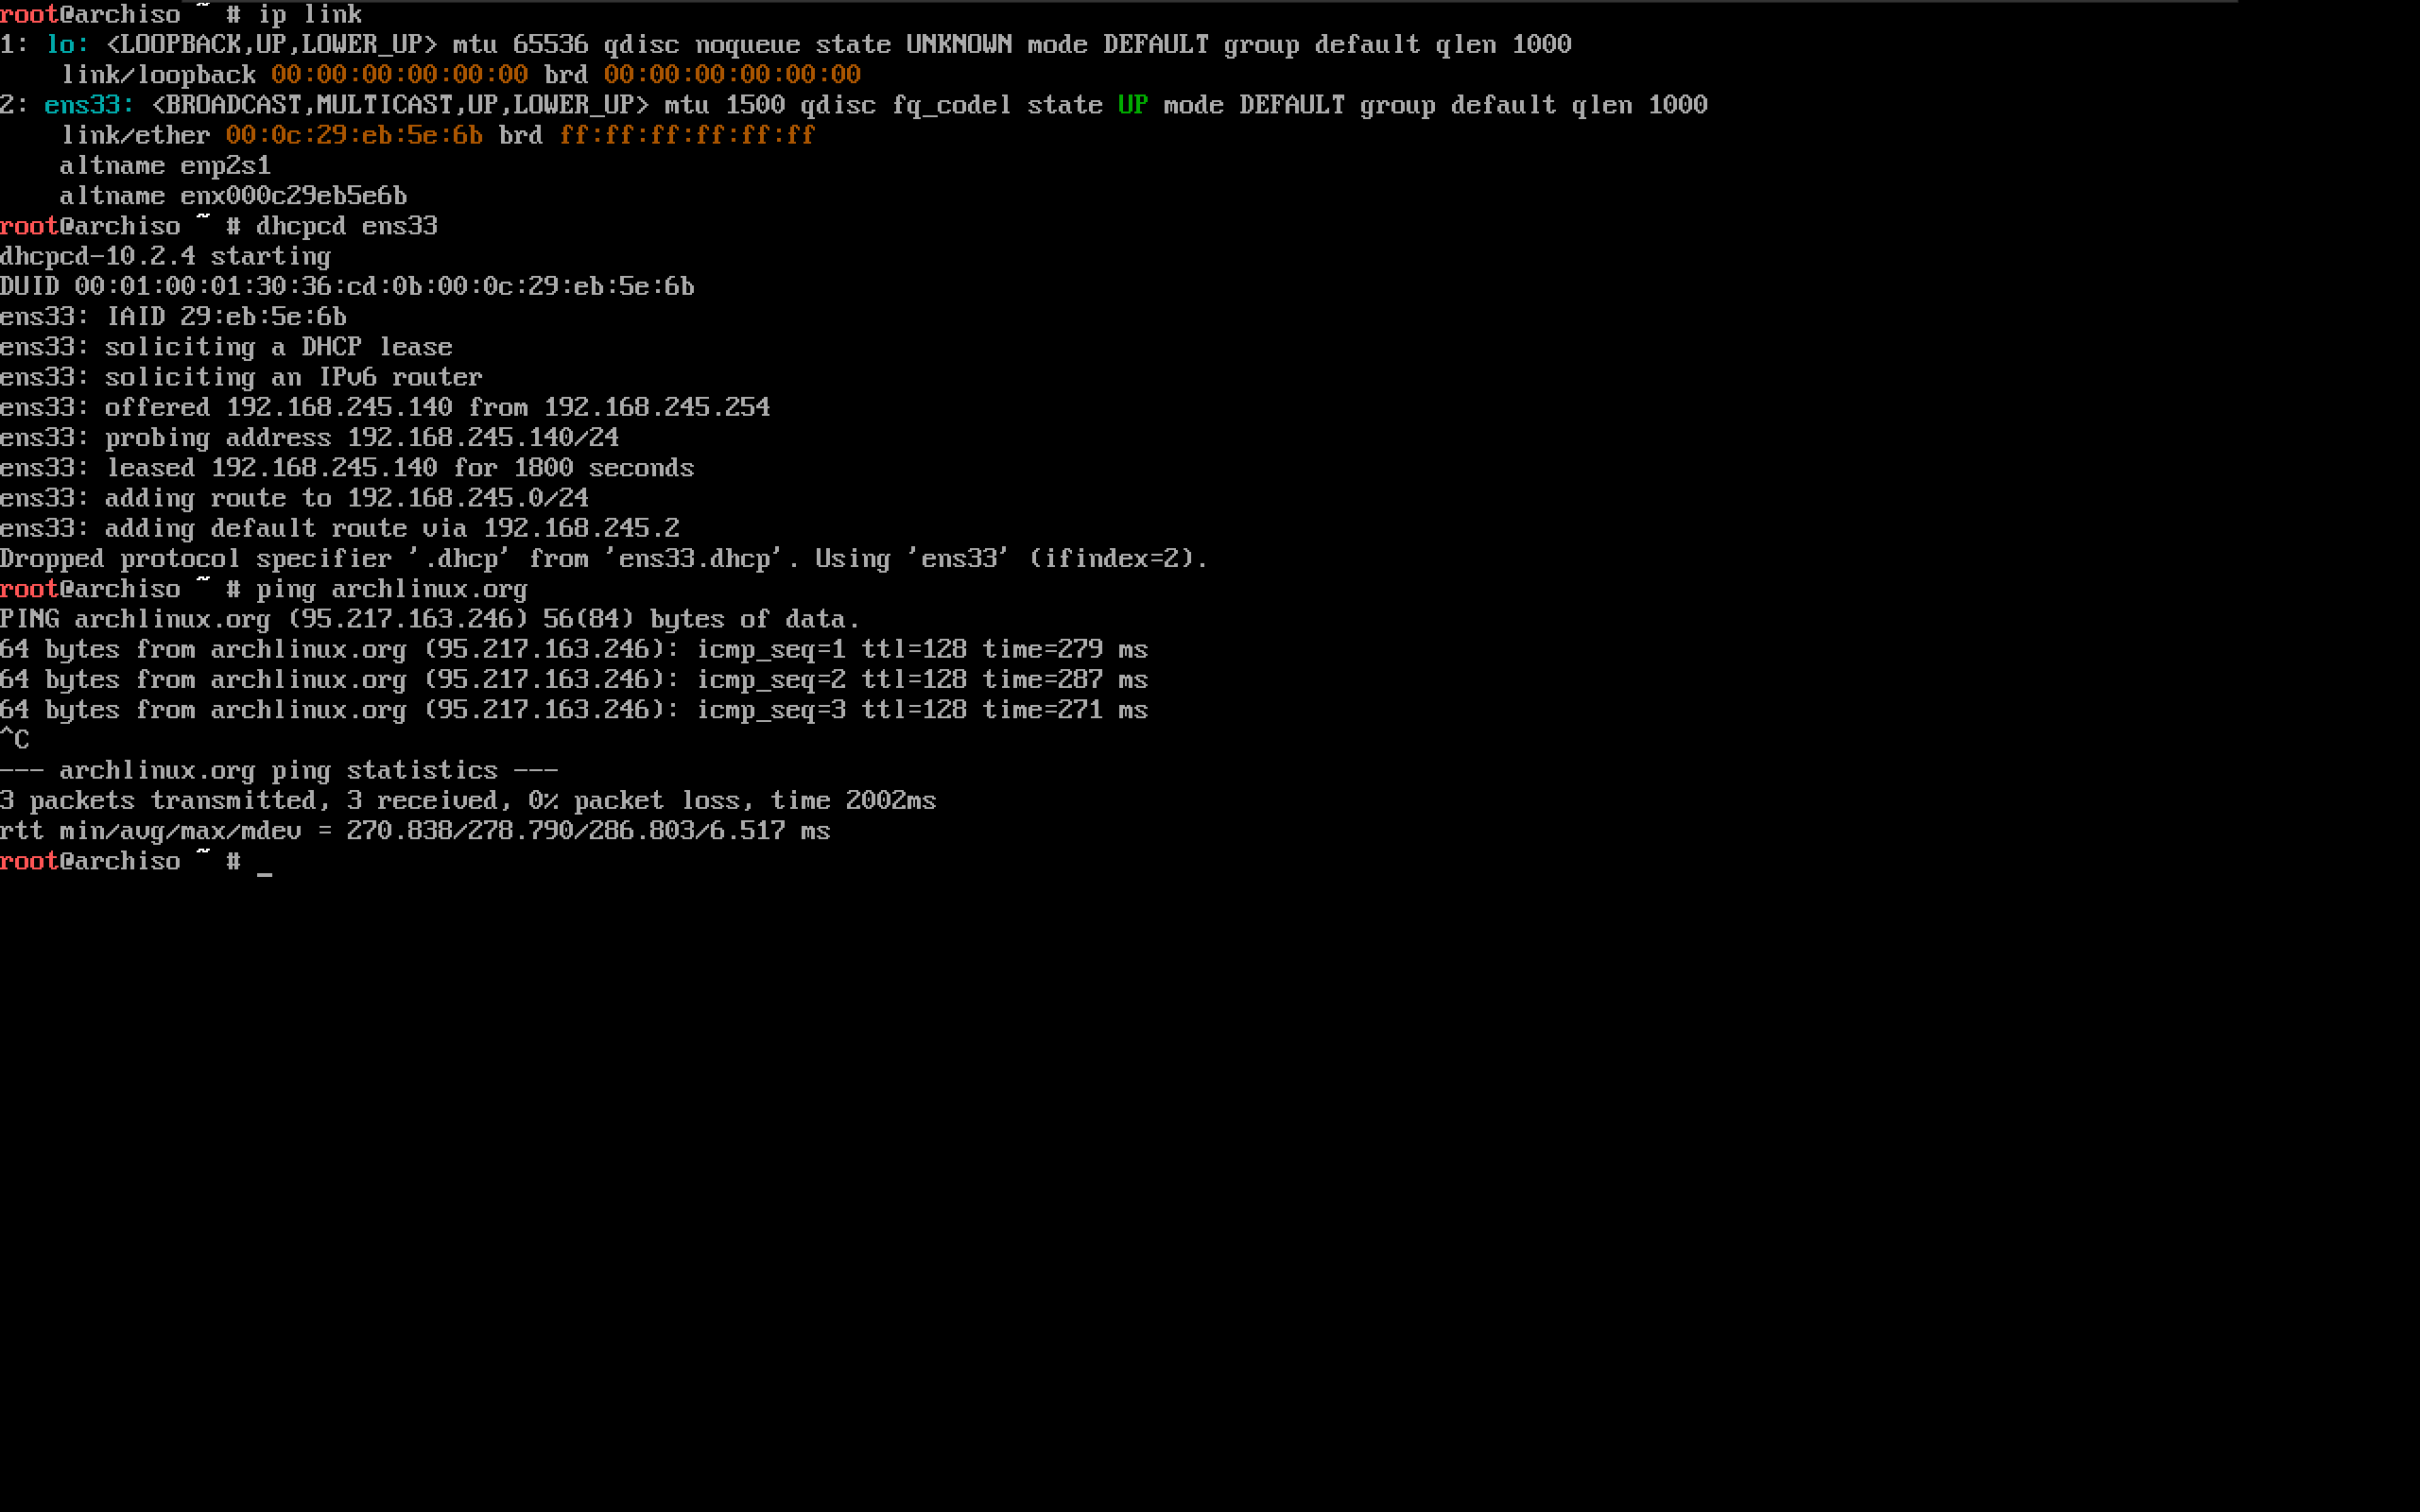 root@archiso ~ # ip link
1: lo: <LOOPBACK,UP,LOWER_UP> mtu 65536 qdisc noqueue state UNKNOWN mode DEFAULT group default qlen 1000
    link/loopback 00:00:00:00:00:00 brd 00:00:00:00:00:00
2: ens33: <BROADCAST,MULTICAST,UP,LOWER_UP> mtu 1500 qdisc fq_codel state UP mode DEFAULT group default qlen 1000
    link/ether 00:0c:29:eb:5e:6b brd ff:ff:ff:ff:ff:ff
    altname enp2s1
    altname enx000c29eb5e6b
root@archiso ~ # dhcpcd ens33
dhcpcd-10.2.4 starting
DUID 00:01:00:01:30:36:cd:0b:00:0c:29:eb:5e:6b
ens33: IAID 29:eb:5e:6b
ens33: soliciting a DHCP lease
ens33: soliciting an IPv6 router
ens33: offered 192.168.245.140 from 192.168.245.254
ens33: probing address 192.168.245.140/24
ens33: leased 192.168.245.140 for 1800 seconds
ens33: adding route to 192.168.245.0/24
ens33: adding default route via 192.168.245.2
Dropped protocol specifier '.dhcp' from 'ens33.dhcp'. Using 'ens33' (ifindex=2).
root@archiso ~ # ping archlinux.org
PING archlinux.org (95.217.163.246) 56(84) bytes of data.
64 bytes from archlinux.org (95.217.163.246): icmp_seq=1 ttl=128 time=279 ms
64 bytes from archlinux.org (95.217.163.246): icmp_seq=2 ttl=128 time=287 ms
64 bytes from archlinux.org (95.217.163.246): icmp_seq=3 ttl=128 time=271 ms
^C
--- archlinux.org ping statistics ---
3 packets transmitted, 3 received, 0% packet loss, time 2002ms
rtt min/avg/max/mdev = 270.838/278.790/286.803/6.517 ms
root@archiso ~ # _